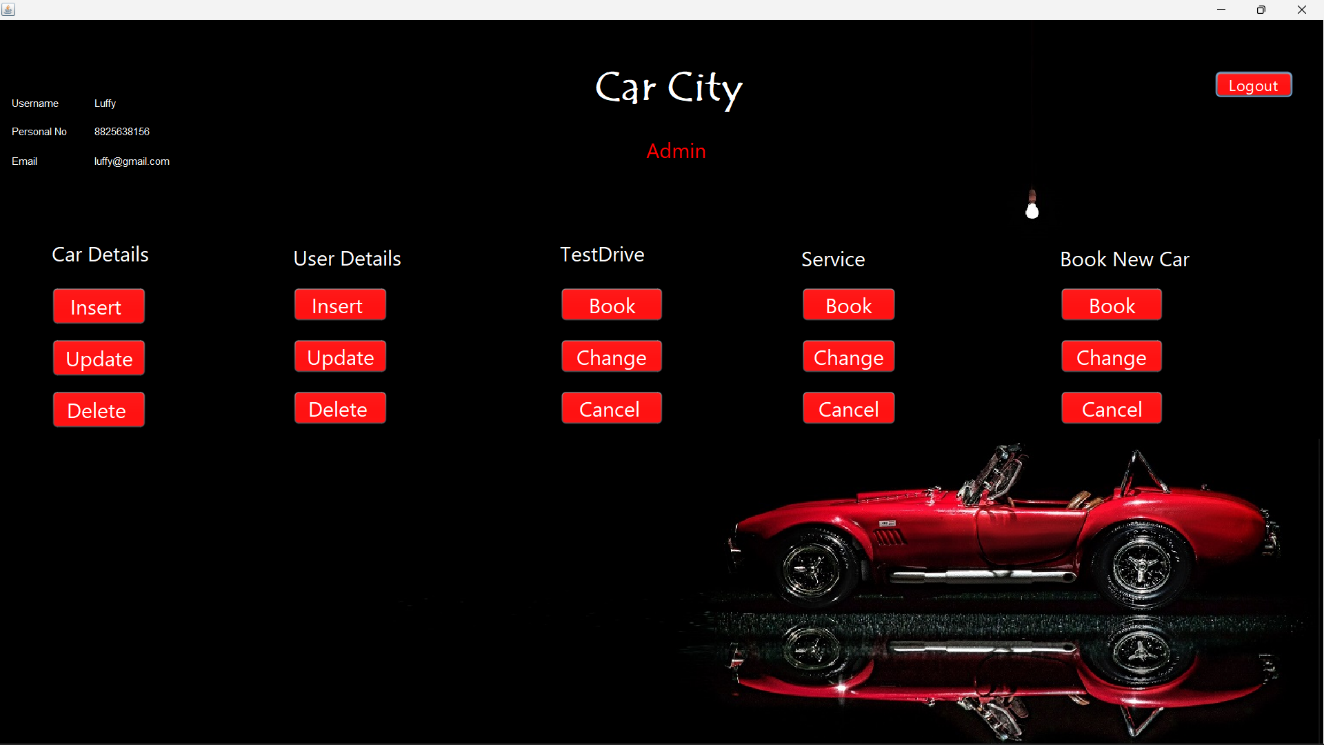 Car City
Logout
Admin
Username Luffy
Personal No 8825638156
Email luffy@gmail.com
Car Details
Insert
Update
Delete
User Details
Insert
Update
Delete
TestDrive
Book
Change
Cancel
Service
Book
Change
Cancel
Book New Car
Book
Change
Cancel